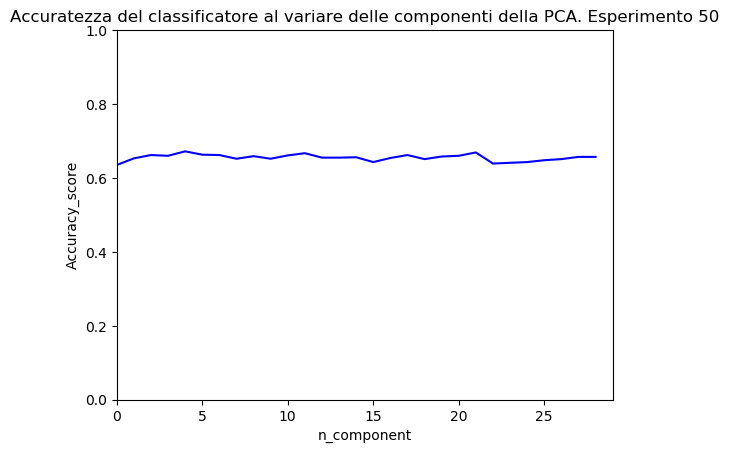 Accuratezza del classificatore al variare delle componenti della PCA. Esperimento 50
1.0
0.8
0.6
0.4
0.2
0.0
Accuracy_score
0 5 10 15 20 25
n_component